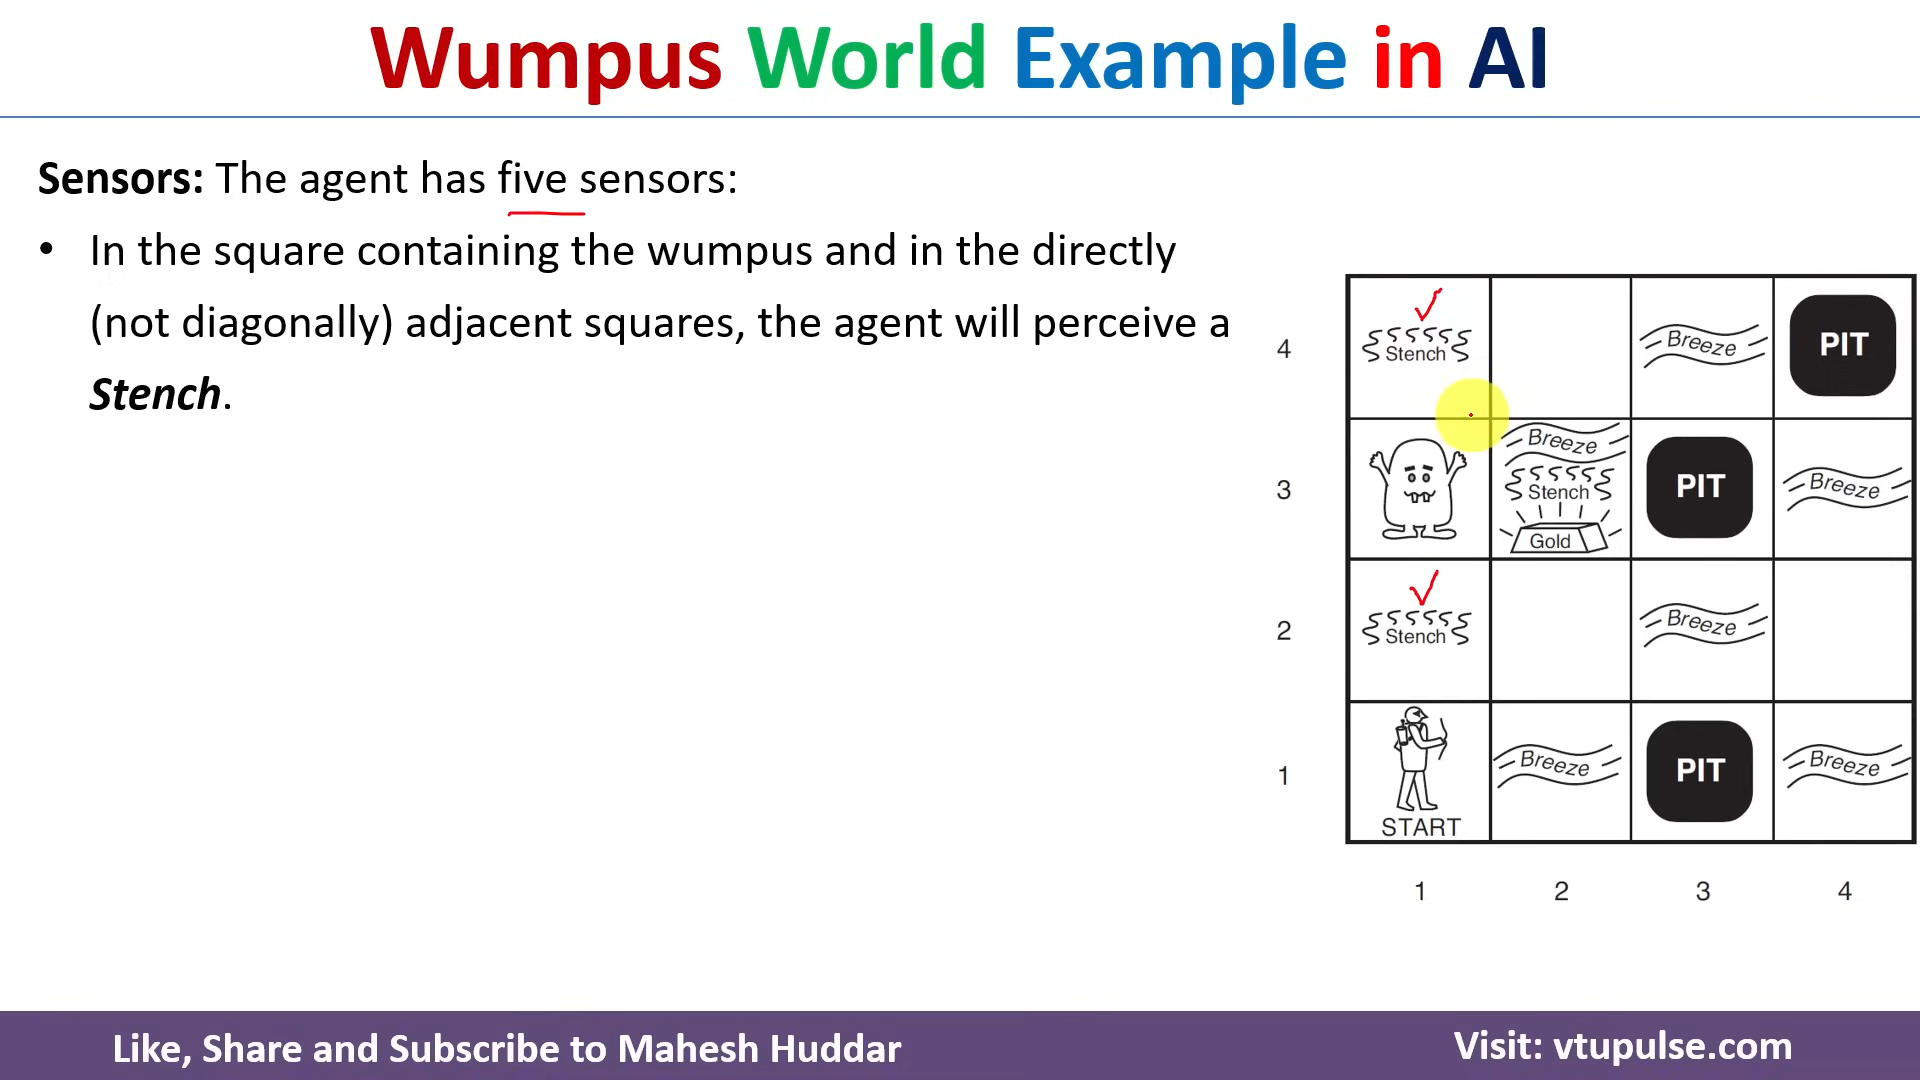 Wumpus World Example in AI
Sensors: The agent has five sensors:
• In the square containing the wumpus and in the directly
(not diagonally) adjacent squares, the agent will perceive a
Stench.
4 Stench Breeze PIT
3 Breeze Stench Gold PIT Breeze
2 Stench Breeze
1 START Breeze PIT Breeze
1 2 3 4
Like, Share and Subscribe to Mahesh Huddar
Visit: vtupulse.com